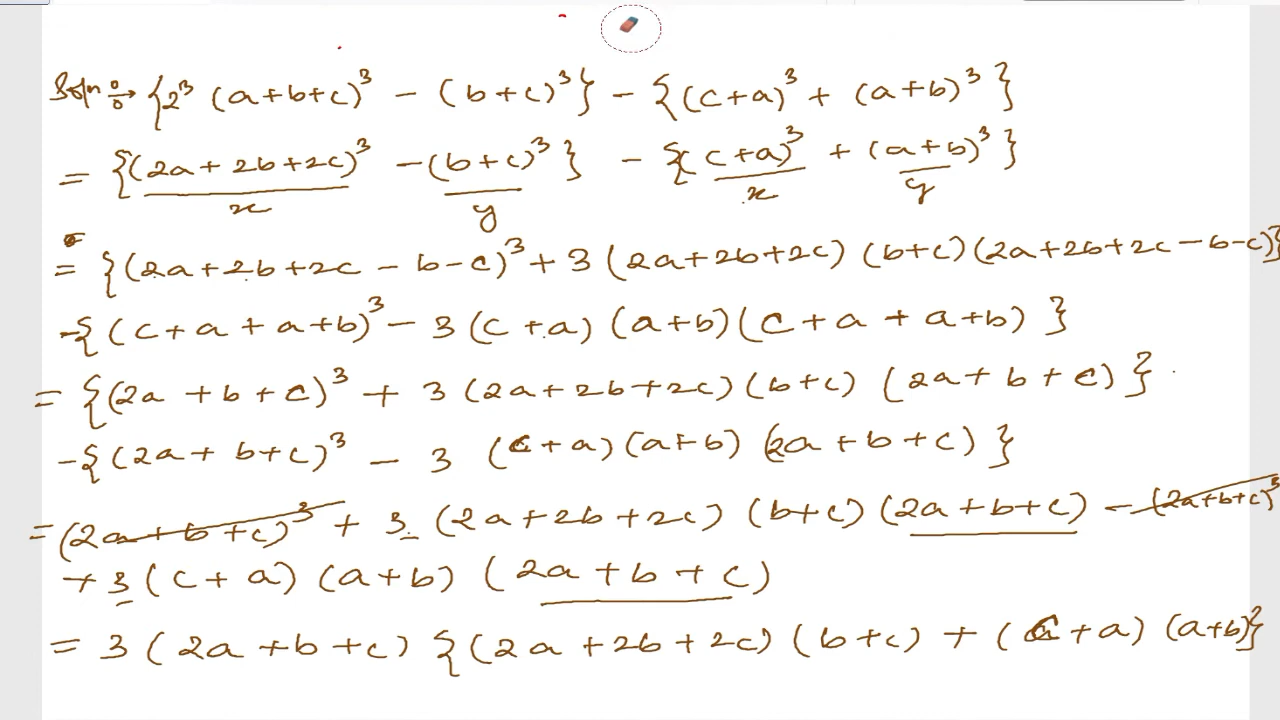 Soln :→ {2³ (a+b+c)³ − (b+c)³} − {(c+a)³ + (a+b)³}
= {(2a+2b+2c)³ −(b+c)³} − {(c+a)³ + (a+b)³}
x y x y
= {(2a+2b+2c − b−c)³ + 3 (2a+2b+2c) (b+c) (2a+2b+2c−b−c)}
−{(c+a+a+b)³ − 3 (c+a) (a+b) (c+a+a+b)}
= {(2a+b+c)³ + 3 (2a+2b+2c) (b+c) (2a+b+c)}
−{(2a+b+c)³ − 3 (c+a) (a+b) (2a+b+c)}
= (2a+b+c)³ + 3 (2a+2b+2c) (b+c) (2a+b+c) − (2a+b+c)³
+ 3 (c+a) (a+b) (2a+b+c)
= 3 (2a+b+c) {(2a+2b+2c) (b+c) + (c+a) (a+b)}